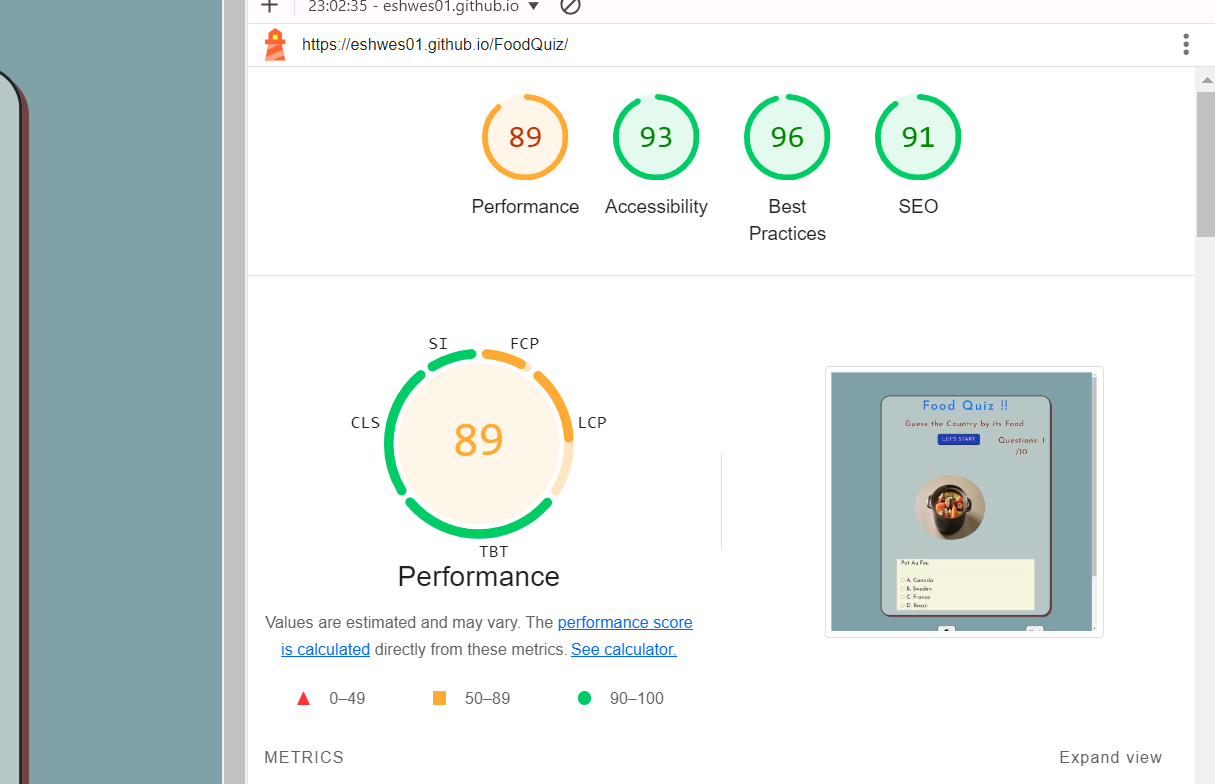 23:02:35 - eshwes01.github.io
https://eshwes01.github.io/FoodQuiz/
89
93
96
91
Performance
Accessibility
Best
Practices
SEO
SI
FCP
CLS
LCP
89
TBT
Performance
Values are estimated and may vary. The performance score
is calculated directly from these metrics. See calculator.
0–49
50–89
90–100
Food Quiz !!
Guess the Country by its Food
LET'S START
Questions: 1
/10
Pot Au Feu
A. Canada
B. Sweden
C. France
D. Brazil
METRICS
Expand view